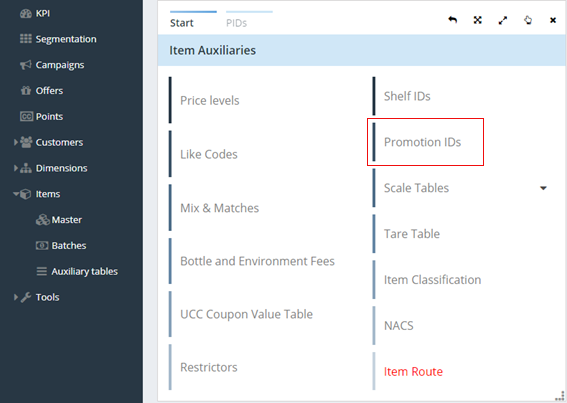 KPI
Segmentation
Campaigns
Offers
Points
Customers
Dimensions
Items
Master
Batches
Auxiliary tables
Tools
Start PIDs
Item Auxiliaries
Price levels
Like Codes
Mix & Matches
Bottle and Environment Fees
UCC Coupon Value Table
Restrictors
Shelf IDs
Promotion IDs
Scale Tables
Tare Table
Item Classification
NACS
Item Route